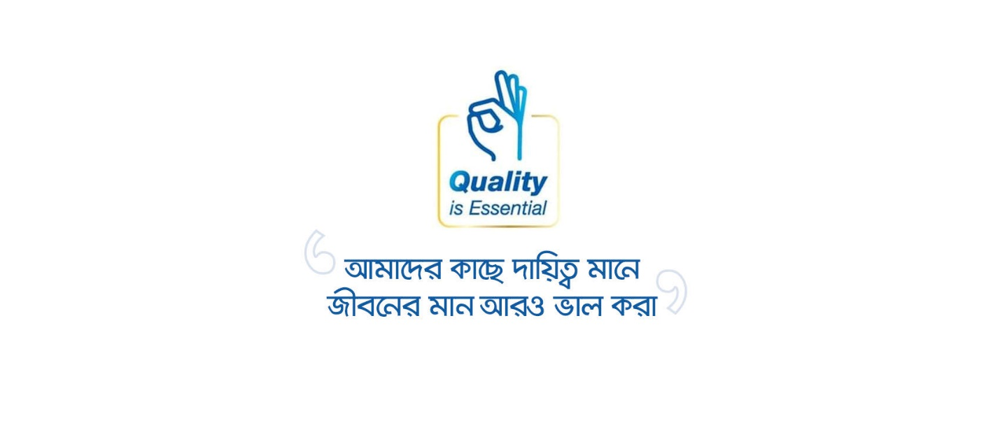 Quality
is Essential
আমাদের কাছে দায়িত্ব মানে
জীবনের মান আরও ভাল করা